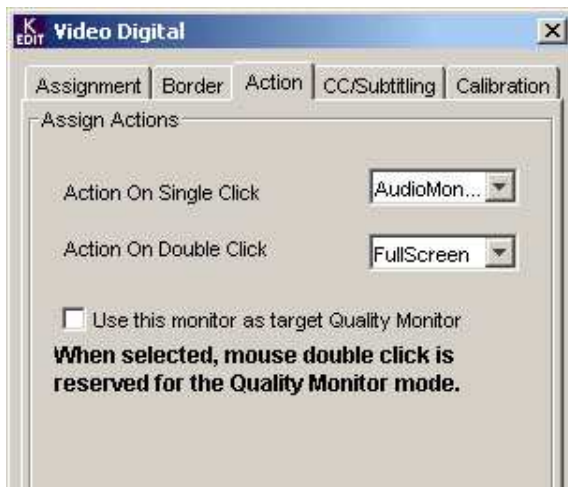 K EDIT Video Digital
Assignment Border Action CC/Subtitling Calibration
Assign Actions
Action On Single Click AudioMon...
Action On Double Click FullScreen
Use this monitor as target Quality Monitor
When selected, mouse double click is
reserved for the Quality Monitor mode.